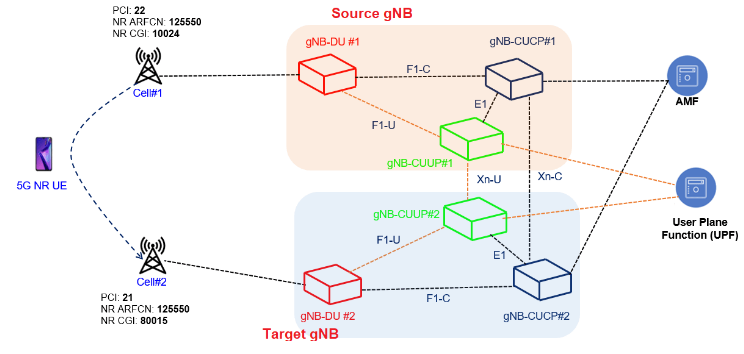 PCI: 22
NR ARFCN: 125550
NR CGI: 10024
Source gNB
gNB-DU #1
gNB-CUCP#1
F1-C
Cell#1
E1
AMF
F1-U
gNB-CUUP#1
5G NR UE
Xn-U
Xn-C
gNB-CUUP#2
User Plane
Function (UPF)
F1-U
E1
Cell#2
PCI: 21
NR ARFCN: 125550
NR CGI: 80015
F1-C
gNB-DU #2
gNB-CUCP#2
Target gNB